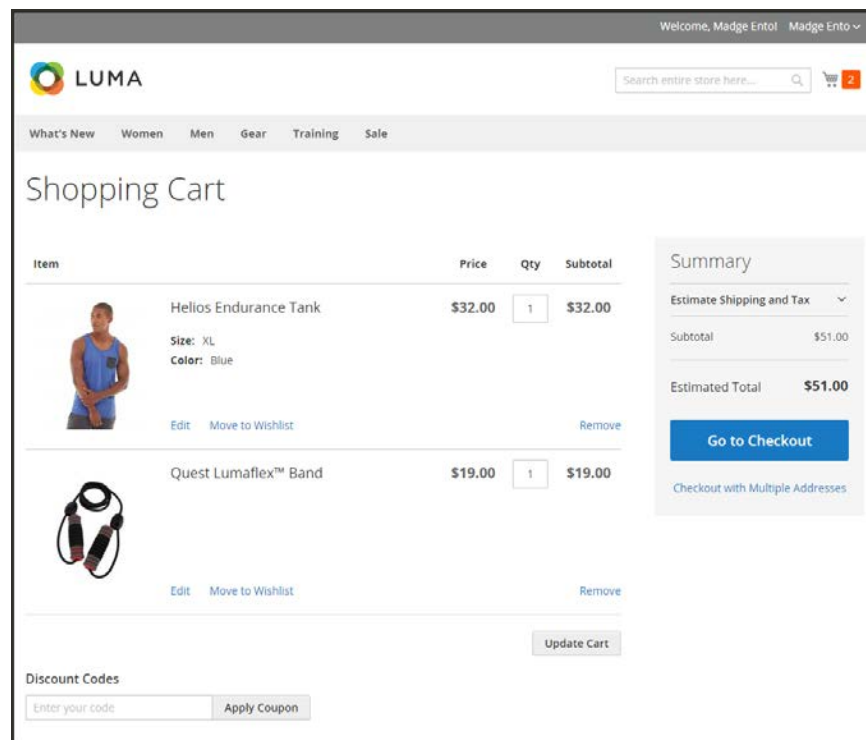 Welcome, Madge Ento! Madge Ento
LUMA
Search entire store here...
2
What's New Women Men Gear Training Sale
Shopping Cart
Item Price Qty Subtotal
Helios Endurance Tank $32.00 1 $32.00
Size: XL
Color: Blue
Edit Move to Wishlist Remove
Quest Lumaflex™ Band $19.00 1 $19.00
Edit Move to Wishlist Remove
Update Cart
Discount Codes
Enter your code Apply Coupon
Summary
Estimate Shipping and Tax
Subtotal $51.00
Estimated Total $51.00
Go to Checkout
Checkout with Multiple Addresses